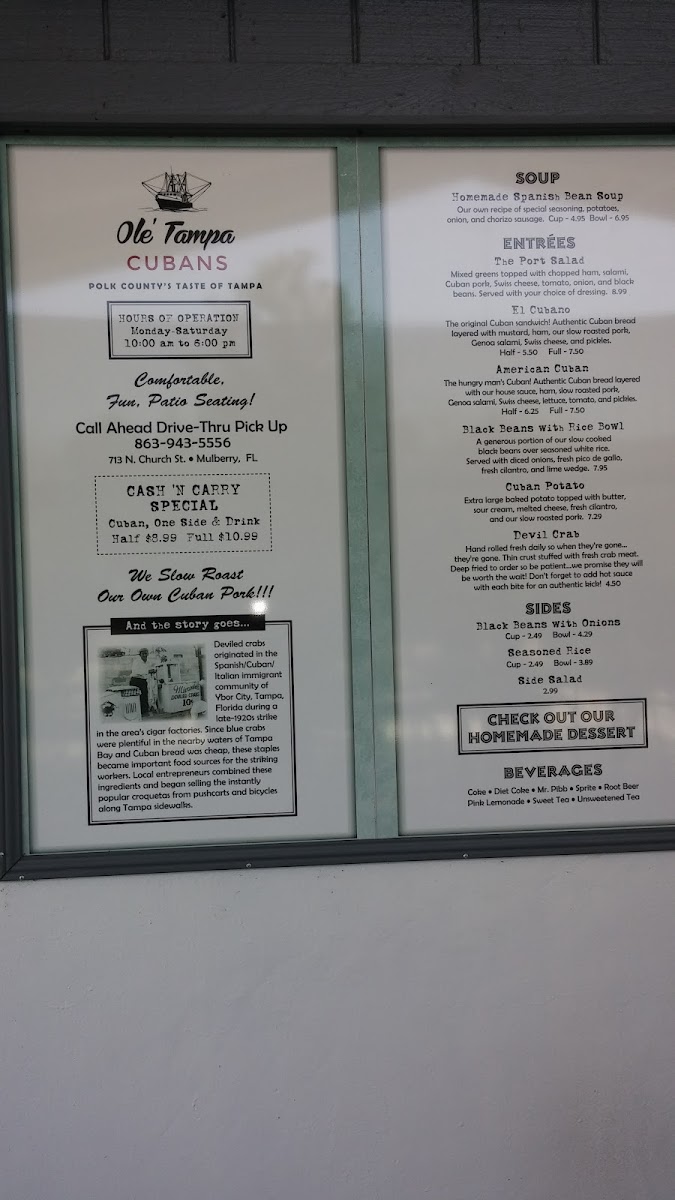 Ole' Tampa
CUBANS
POLK COUNTY'S TASTE OF TAMPA
HOURS OF OPERATION
Monday-Saturday
10:00 am to 6:00 pm
Comfortable,
Fun, Patio Seating!
Call Ahead Drive-Thru Pick Up
863-943-5556
713 N. Church St. • Mulberry, FL
CASH 'N CARRY
SPECIAL
Cuban, One Side & Drink
Half $8.99 Full $10.99
We Slow Roast
Our Own Cuban Pork!!!
And the story goes...
Deviled crabs
originated in the
Spanish/Cuban/
Italian immigrant
community of
Ybor City, Tampa,
Florida during a
late-1920s strike
in the area's cigar factories. Since blue crabs
were plentiful in the nearby waters of Tampa
Bay and Cuban bread was cheap, these staples
became important food sources for the striking
workers. Local entrepreneurs combined these
ingredients and began selling the instantly
popular croquetas from pushcarts and bicycles
along Tampa sidewalks.
SOUP
Homemade Spanish Bean Soup
Our own recipe of special seasoning, potatoes,
onion, and chorizo sausage. Cup - 4.95 Bowl - 6.95
ENTRÉES
The Port Salad
Mixed greens topped with chopped ham, salami,
Cuban pork, Swiss cheese, tomato, onion, and black
beans. Served with your choice of dressing. 8.99
El Cubano
The original Cuban sandwich! Authentic Cuban bread
layered with mustard, ham, our slow roasted pork,
Genoa salami, Swiss cheese, and pickles.
Half - 5.50 Full - 7.50
American Cuban
The hungry man's Cuban! Authentic Cuban bread layered
with our house sauce, ham, slow roasted pork,
Genoa salami, Swiss cheese, lettuce, tomato, and pickles.
Half - 6.25 Full - 7.50
Black Beans with Rice Bowl
A generous portion of our slow cooked
black beans over seasoned white rice.
Served with diced onions, fresh pico de gallo,
fresh cilantro, and lime wedge. 7.95
Cuban Potato
Extra large baked potato topped with butter,
sour cream, melted cheese, fresh cilantro,
and our slow roasted pork. 7.29
Devil Crab
Hand rolled fresh daily so when they're gone...
they're gone. Thin crust stuffed with fresh crab meat.
Deep fried to order so be patient...we promise they will
be worth the wait! Don't forget to add hot sauce
with each bite for an authentic kick! 4.50
SIDES
Black Beans with Onions
Cup - 2.49 Bowl - 4.29
Seasoned Rice
Cup - 2.49 Bowl - 3.89
Side Salad
2.99
CHECK OUT OUR
HOMEMADE DESSERT
BEVERAGES
Coke • Diet Coke • Mr. Pibb • Sprite • Root Beer
Pink Lemonade • Sweet Tea • Unsweetened Tea